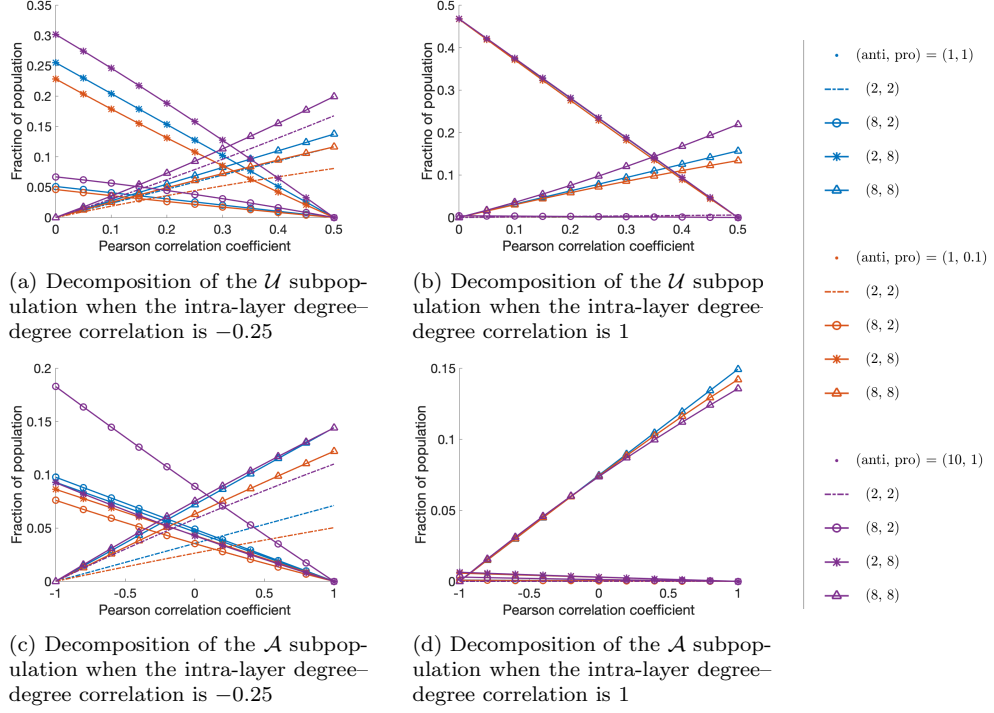 0.35
0.3
0.25
0.2
0.15
0.1
0.05
0
Fractino of population
0 0.1 0.2 0.3 0.4 0.5
Pearson correlation coefficient
(a) Decomposition of the U subpop-
ulation when the intra-layer degree–
degree correlation is −0.25
0.5
0.4
0.3
0.2
0.1
0
Fraction of population
0 0.1 0.2 0.3 0.4 0.5
Pearson correlation coefficient
(b) Decomposition of the U subpop
ulation when the intra-layer degree–
degree correlation is 1
0.2
0.15
0.1
0.05
0
Fraction of population
-1 -0.5 0 0.5 1
Pearson correlation coefficient
(c) Decomposition of the A subpop-
ulation when the intra-layer degree–
degree correlation is −0.25
0.15
0.1
0.05
0
Fraction of population
-1 -0.5 0 0.5 1
Pearson correlation coefficient
(d) Decomposition of the A subpop-
ulation when the intra-layer degree–
degree correlation is 1
(anti, pro) = (1, 1)
(2, 2)
(8, 2)
(2, 8)
(8, 8)
(anti, pro) = (1, 0.1)
(2, 2)
(8, 2)
(2, 8)
(8, 8)
(anti, pro) = (10, 1)
(2, 2)
(8, 2)
(2, 8)
(8, 8)